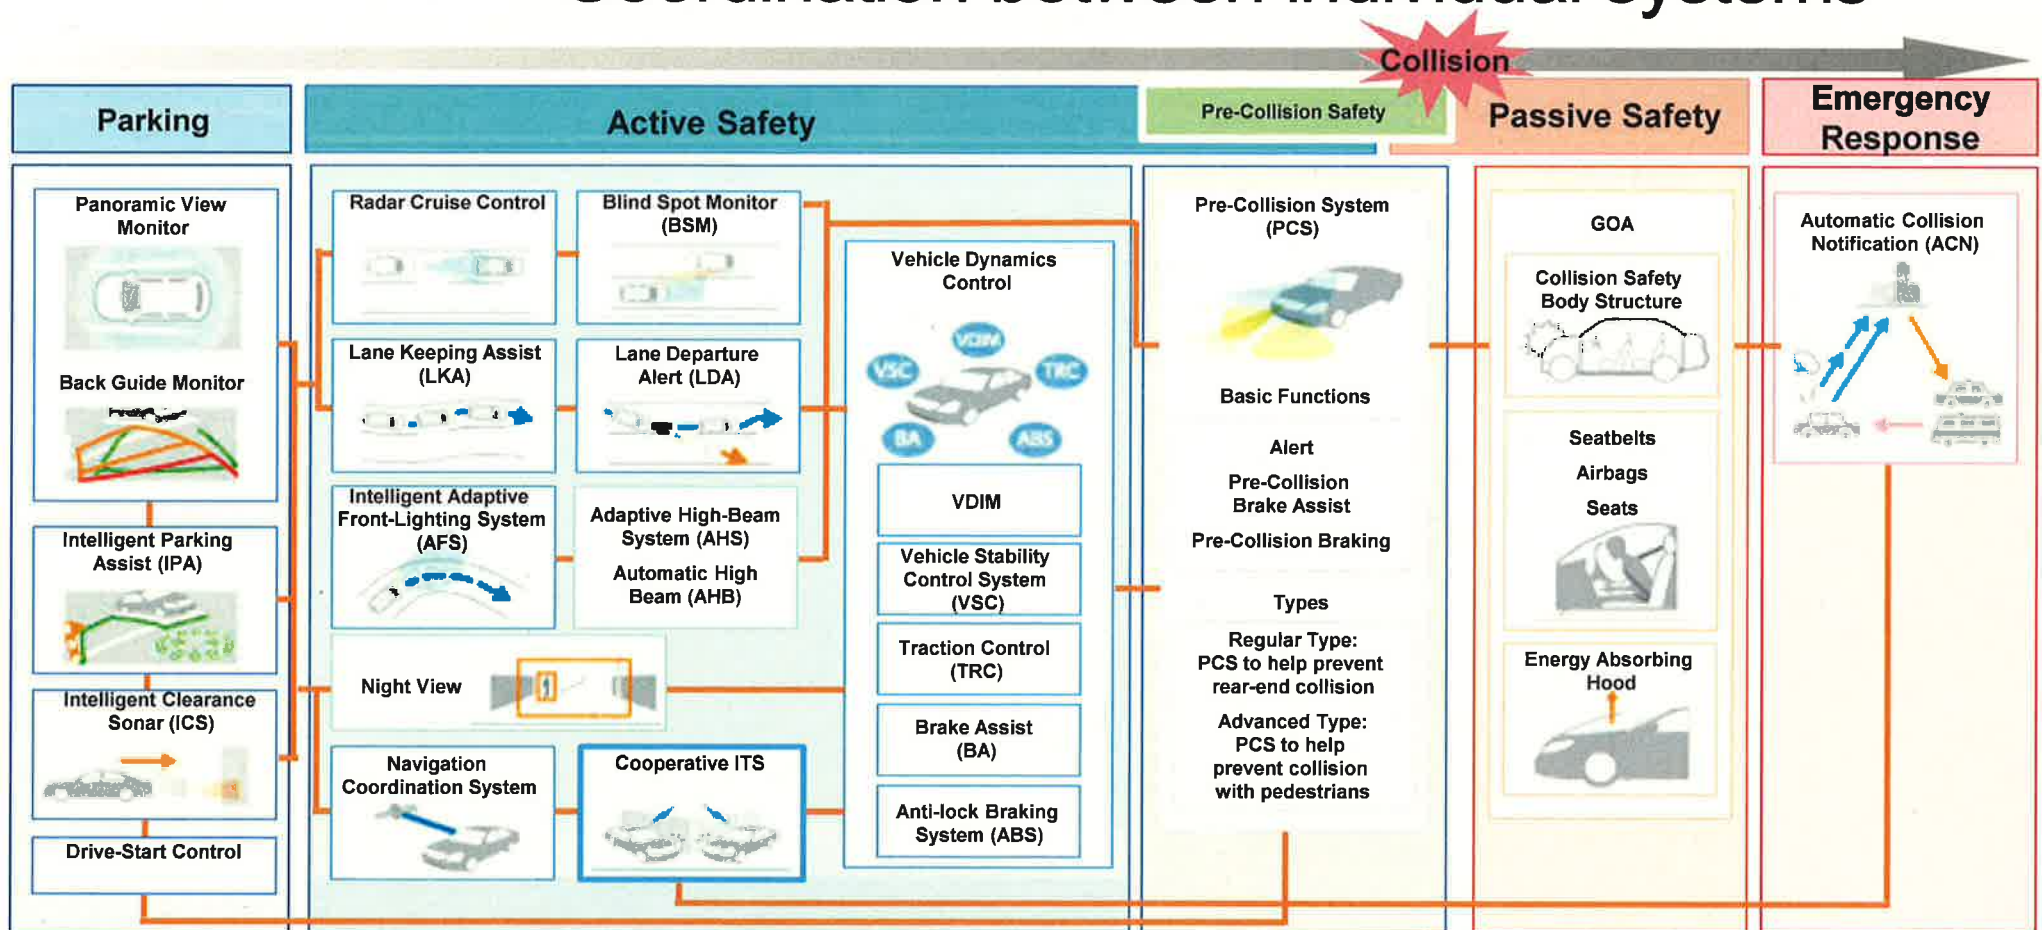 Coordination between individual systems
Collision
Parking
Active Safety
Pre-Collision Safety
Passive Safety
Emergency
Response
Panoramic View
Monitor
Back Guide Monitor
Intelligent Parking
Assist (IPA)
Intelligent Clearance
Sonar (ICS)
Drive-Start Control
Radar Cruise Control
Blind Spot Monitor
(BSM)
Lane Keeping Assist
(LKA)
Lane Departure
Alert (LDA)
Intelligent Adaptive
Front-Lighting System
(AFS)
Adaptive High-Beam
System (AHS)
Automatic High
Beam (AHB)
Night View
Navigation
Coordination System
Cooperative ITS
Vehicle Dynamics
Control
VDIM
VSC
TRC
BA
ABS
VDIM
Vehicle Stability
Control System
(VSC)
Traction Control
(TRC)
Brake Assist
(BA)
Anti-lock Braking
System (ABS)
Pre-Collision System
(PCS)
Basic Functions
Alert
Pre-Collision
Brake Assist
Pre-Collision Braking
Types
Regular Type:
PCS to help prevent
rear-end collision
Advanced Type:
PCS to help
prevent collision
with pedestrians
GOA
Collision Safety
Body Structure
Seatbelts
Airbags
Seats
Energy Absorbing
Hood
Automatic Collision
Notification (ACN)